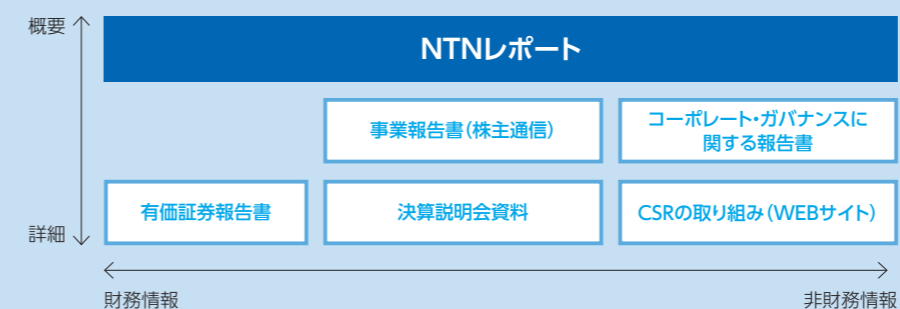 概要
NTNレポート
事業報告書(株主通信)
コーポレート・ガバナンスに
関する報告書
有価証券報告書
決算説明会資料
CSRの取り組み(WEBサイト)
詳細
財務情報
非財務情報